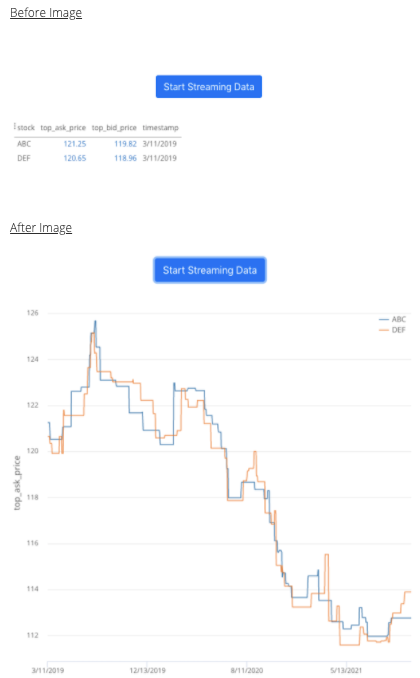 Before Image
Start Streaming Data
stock top_ask_price top_bid_price timestamp
ABC 121.25 119.82 3/11/2019
DEF 120.65 118.96 3/11/2019
After Image
Start Streaming Data
126
ABC
DEF
124
122
120
top_ask_price
118
116
114
112
3/11/2019 12/13/2019 8/11/2020 5/13/2021